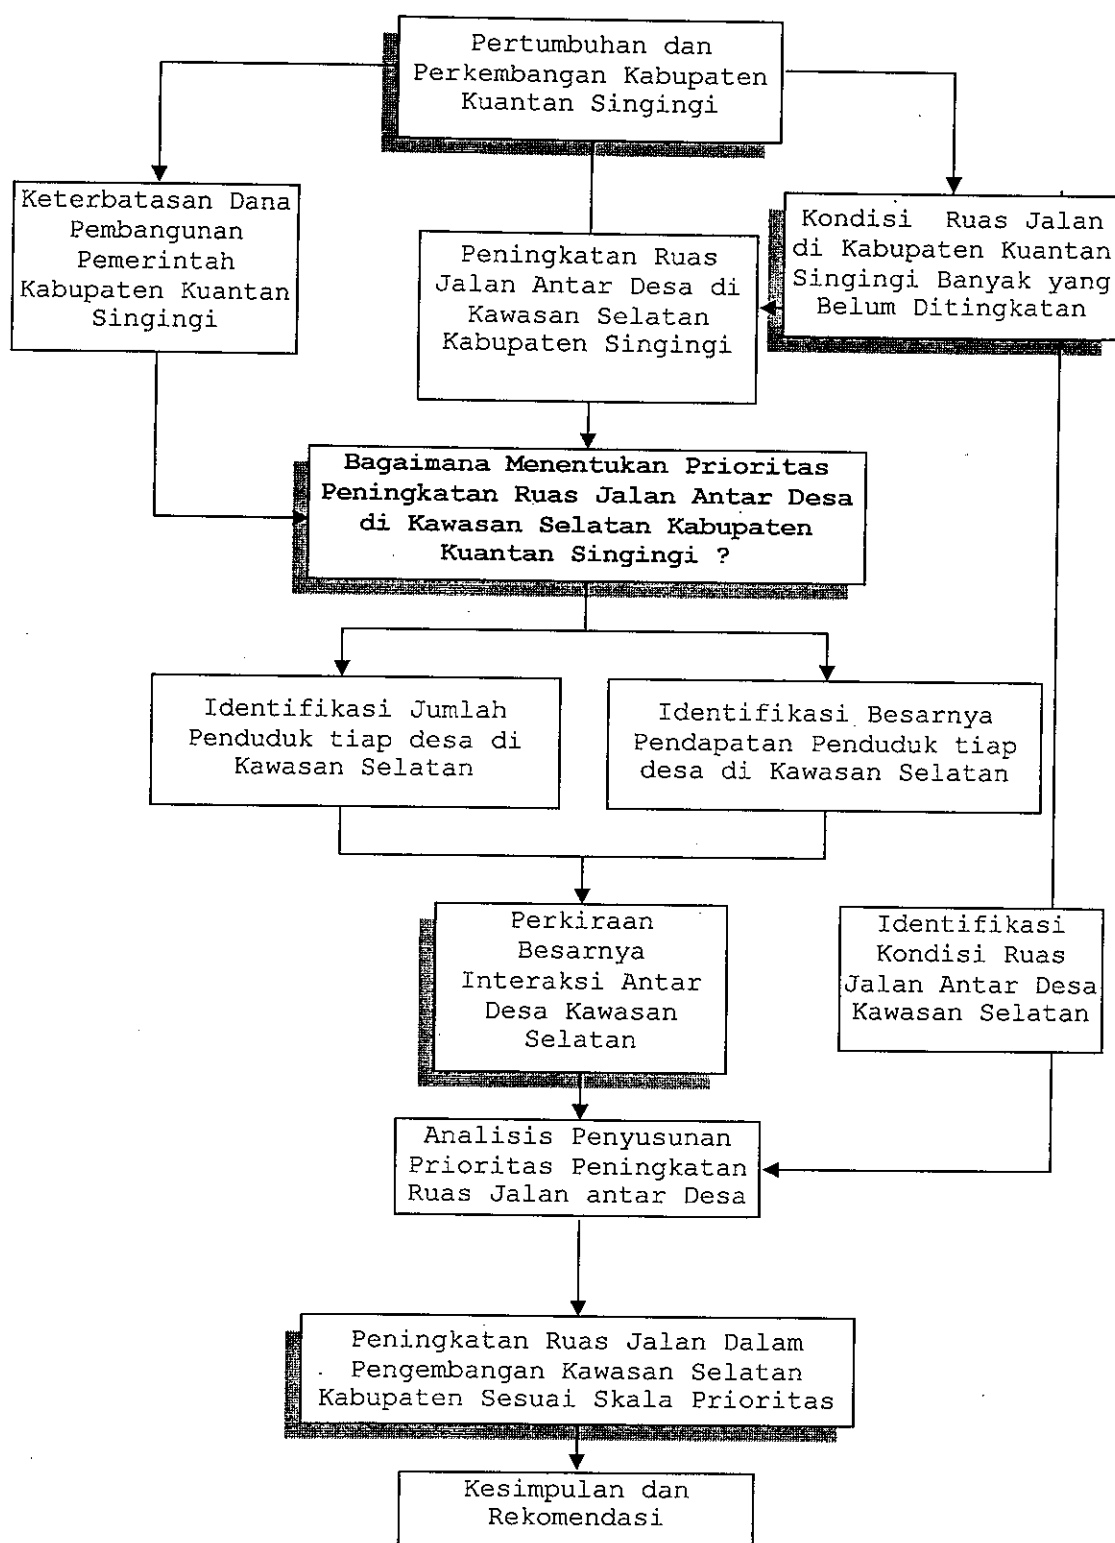 Pertumbuhan dan
Perkembangan Kabupaten
Kuantan Singingi
Keterbatasan Dana
Pembangunan
Pemerintah
Kabupaten Kuantan
Singingi
Peningkatan Ruas
Jalan Antar Desa di
Kawasan Selatan
Kabupaten Singingi
Kondisi Ruas Jalan
di Kabupaten Kuantan
Singingi Banyak yang
Belum Ditingkatan
Bagaimana Menentukan Prioritas
Peningkatan Ruas Jalan Antar Desa
di Kawasan Selatan Kabupaten
Kuantan Singingi ?
Identifikasi Jumlah
Penduduk tiap desa di
Kawasan Selatan
Identifikasi Besarnya
Pendapatan Penduduk tiap
desa di Kawasan Selatan
Perkiraan
Besarnya
Interaksi Antar
Desa Kawasan
Selatan
Identifikasi
Kondisi Ruas
Jalan Antar Desa
Kawasan Selatan
Analisis Penyusunan
Prioritas Peningkatan
Ruas Jalan antar Desa
Peningkatan Ruas Jalan Dalam
Pengembangan Kawasan Selatan
Kabupaten Sesuai Skala Prioritas
Kesimpulan dan
Rekomendasi